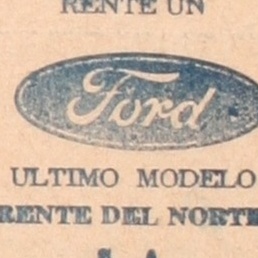 RENTE UN
Ford
ULTIMO MODELO
RENTE DEL NORTE
S. A.